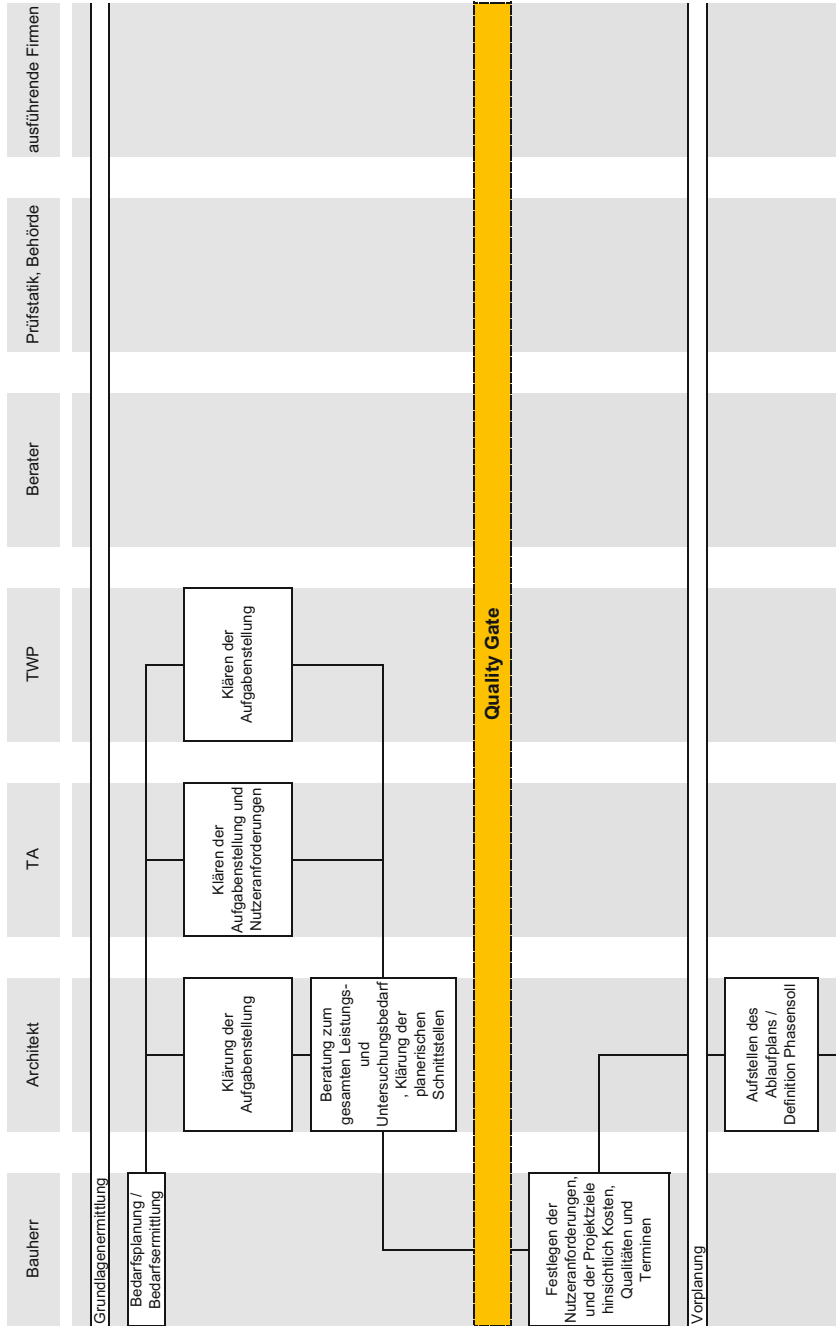 Bauherr
Architekt
TA
TWP
Berater
Prüfstatik, Behörde
ausführende Firmen
Grundlagenermittlung
Bedarfsplanung /
Bedarfsermittlung
Klärung der
Aufgabenstellung
Klären der
Aufgabenstellung und
Nutzeranforderungen
Klären der
Aufgabenstellung
Beratung zum
gesamten Leistungs-
und
Untersuchungsbedarf
, Klärung der
planerischen
Schnittstellen
Quality Gate
Festlegen der
Nutzeranforderungen,
und der Projektziele
hinsichtlich Kosten,
Qualitäten und
Terminen
Vorplanung
Aufstellen des
Ablaufplans /
Definition Phasensoll